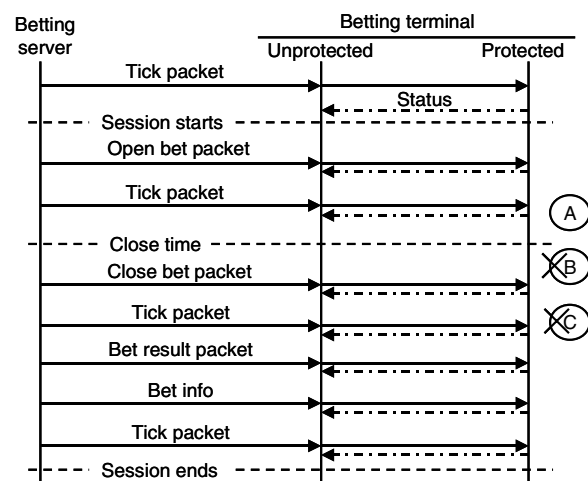 Betting
server
Betting terminal
Unprotected
Protected
Tick packet
Status
Session starts
Open bet packet
Tick packet
A
Close time
B
Close bet packet
Tick packet
C
Bet result packet
Bet info
Tick packet
Session ends